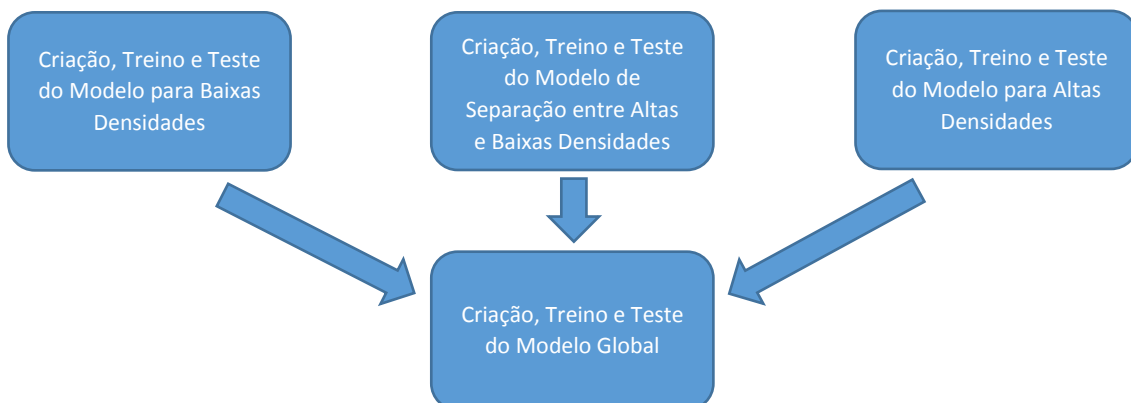 Criação, Treino e Teste
do Modelo para Baixas
Densidades
Criação, Treino e Teste
do Modelo de
Separação entre Altas
e Baixas Densidades
Criação, Treino e Teste
do Modelo para Altas
Densidades
Criação, Treino e Teste
do Modelo Global